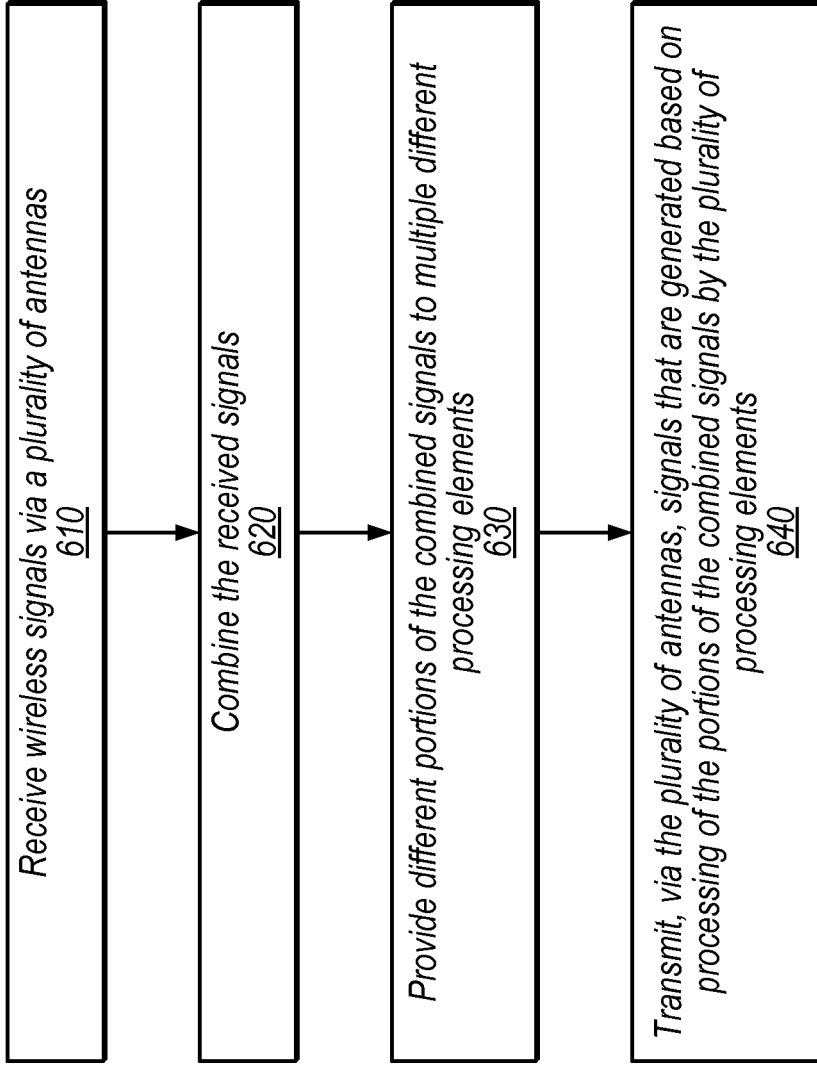 Receive wireless signals via a plurality of antennas
610
Combine the received signals
620
Provide different portions of the combined signals to multiple different
processing elements
630
Transmit, via the plurality of antennas, signals that are generated based on
processing of the portions of the combined signals by the plurality of
processing elements
640